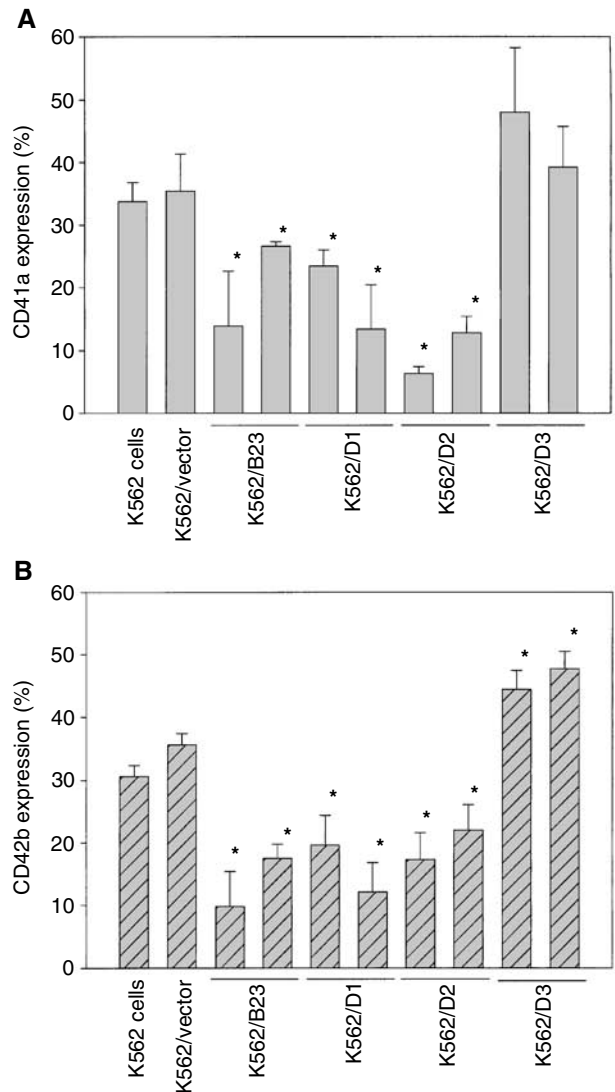 A
CD41a expression (%)
60
50
40
30
20
10
0
*
*
*
*
*
*
K562 cells
K562/vector
K562/B23
K562/D1
K562/D2
K562/D3
B
CD42b expression (%)
60
50
40
30
20
10
0
*
*
*
*
*
*
*
*
K562 cells
K562/vector
K562/B23
K562/D1
K562/D2
K562/D3